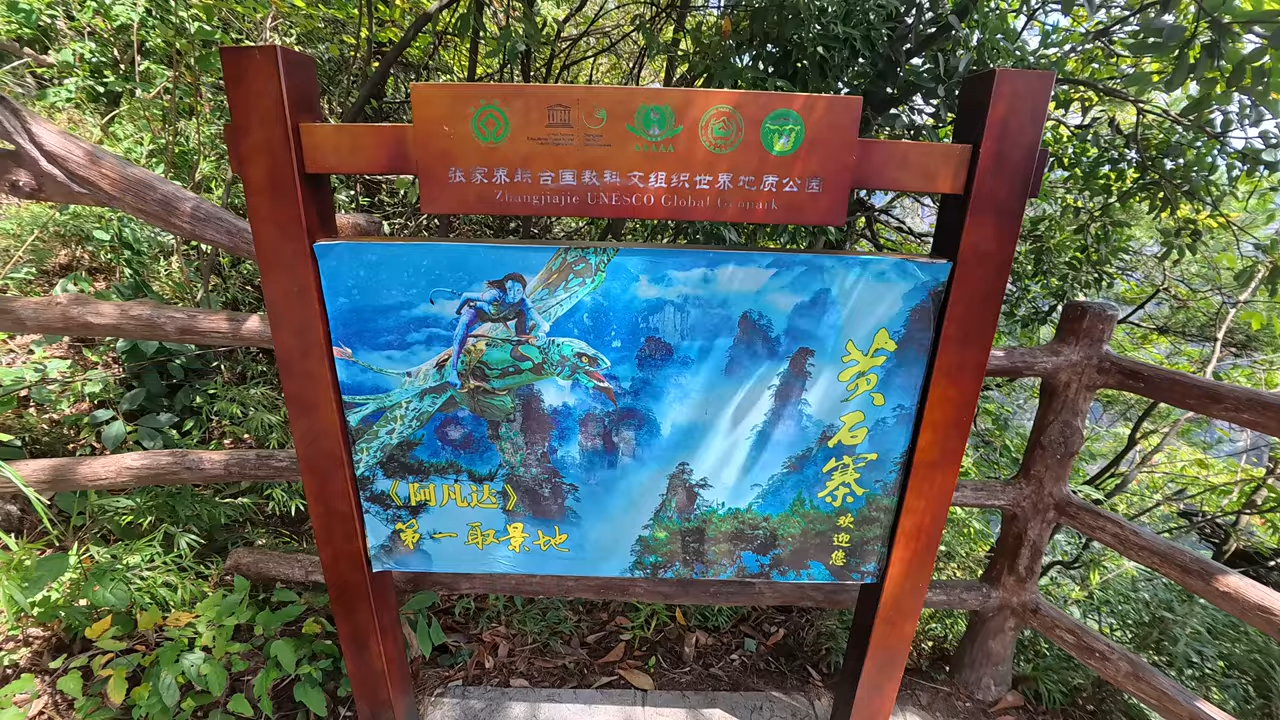 AAAAA
张家界联合国教科文组织世界地质公园
Zhangjiajie UNESCO Global Geopark
黄石寨
欢迎您
《阿凡达》
第一取景地